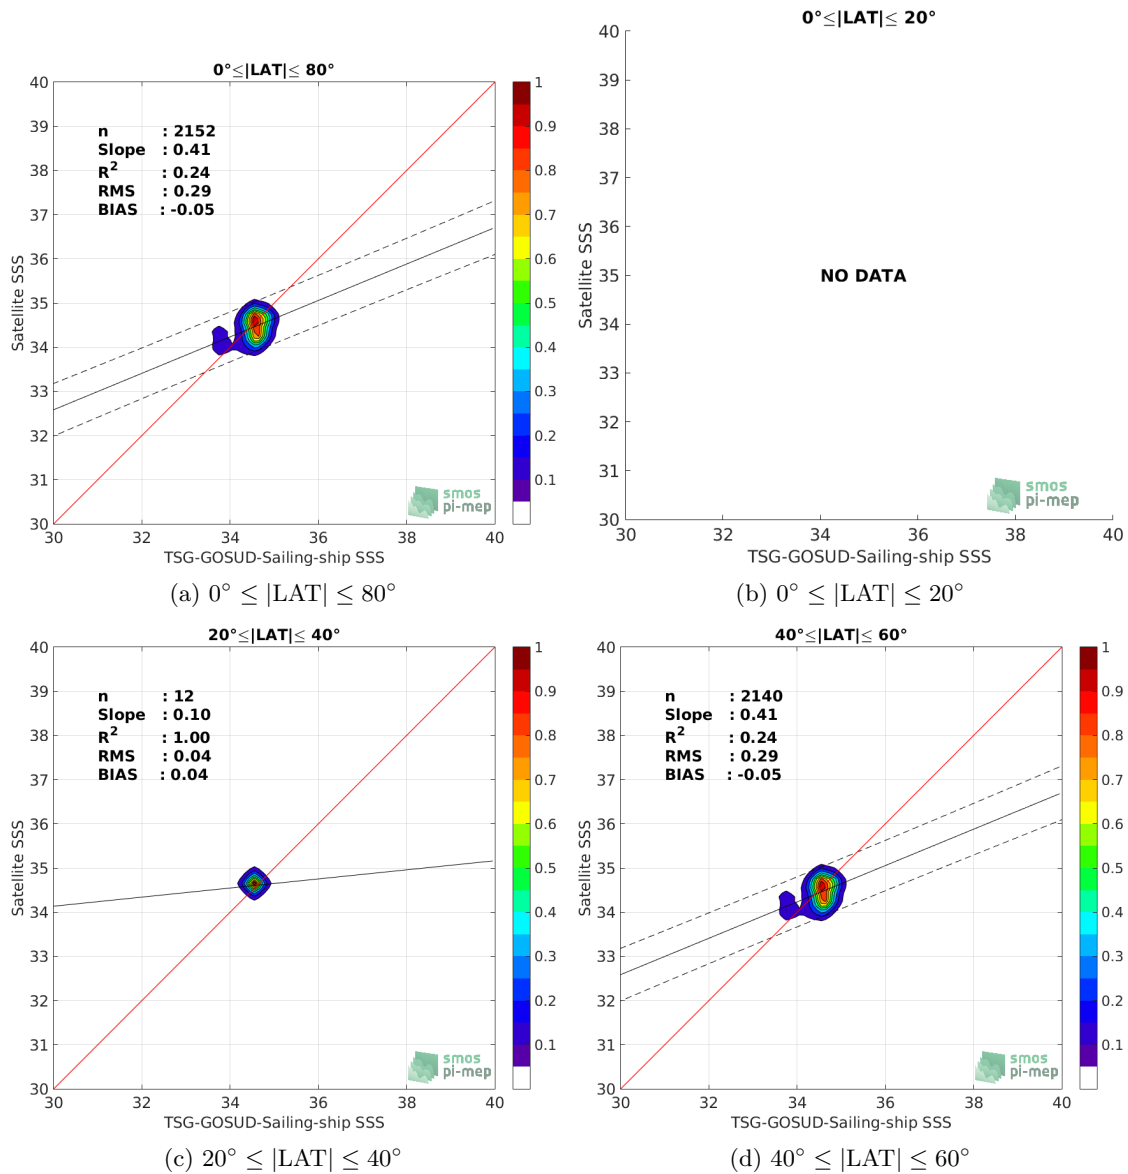 0°≤|LAT|≤ 80°
40
39
38
37
36
35
34
33
32
31
30
Satellite SSS
n : 2152
Slope : 0.41
R² : 0.24
RMS : 0.29
BIAS : -0.05
1
0.9
0.8
0.7
0.6
0.5
0.4
0.3
0.2
0.1
smos
pi-mep
30 32 34 36 38 40
TSG-GOSUD-Sailing-ship SSS
(a) 0° ≤ |LAT| ≤ 80°
0°≤|LAT|≤ 20°
40
39
38
37
36
35
34
33
32
31
30
Satellite SSS
NO DATA
smos
pi-mep
30 32 34 36 38 40
TSG-GOSUD-Sailing-ship SSS
(b) 0° ≤ |LAT| ≤ 20°
20°≤|LAT|≤ 40°
40
39
38
37
36
35
34
33
32
31
30
Satellite SSS
n : 12
Slope : 0.10
R² : 1.00
RMS : 0.04
BIAS : 0.04
1
0.9
0.8
0.7
0.6
0.5
0.4
0.3
0.2
0.1
smos
pi-mep
30 32 34 36 38 40
TSG-GOSUD-Sailing-ship SSS
(c) 20° ≤ |LAT| ≤ 40°
40°≤|LAT|≤ 60°
40
39
38
37
36
35
34
33
32
31
30
Satellite SSS
n : 2140
Slope : 0.41
R² : 0.24
RMS : 0.29
BIAS : -0.05
1
0.9
0.8
0.7
0.6
0.5
0.4
0.3
0.2
0.1
smos
pi-mep
30 32 34 36 38 40
TSG-GOSUD-Sailing-ship SSS
(d) 40° ≤ |LAT| ≤ 60°